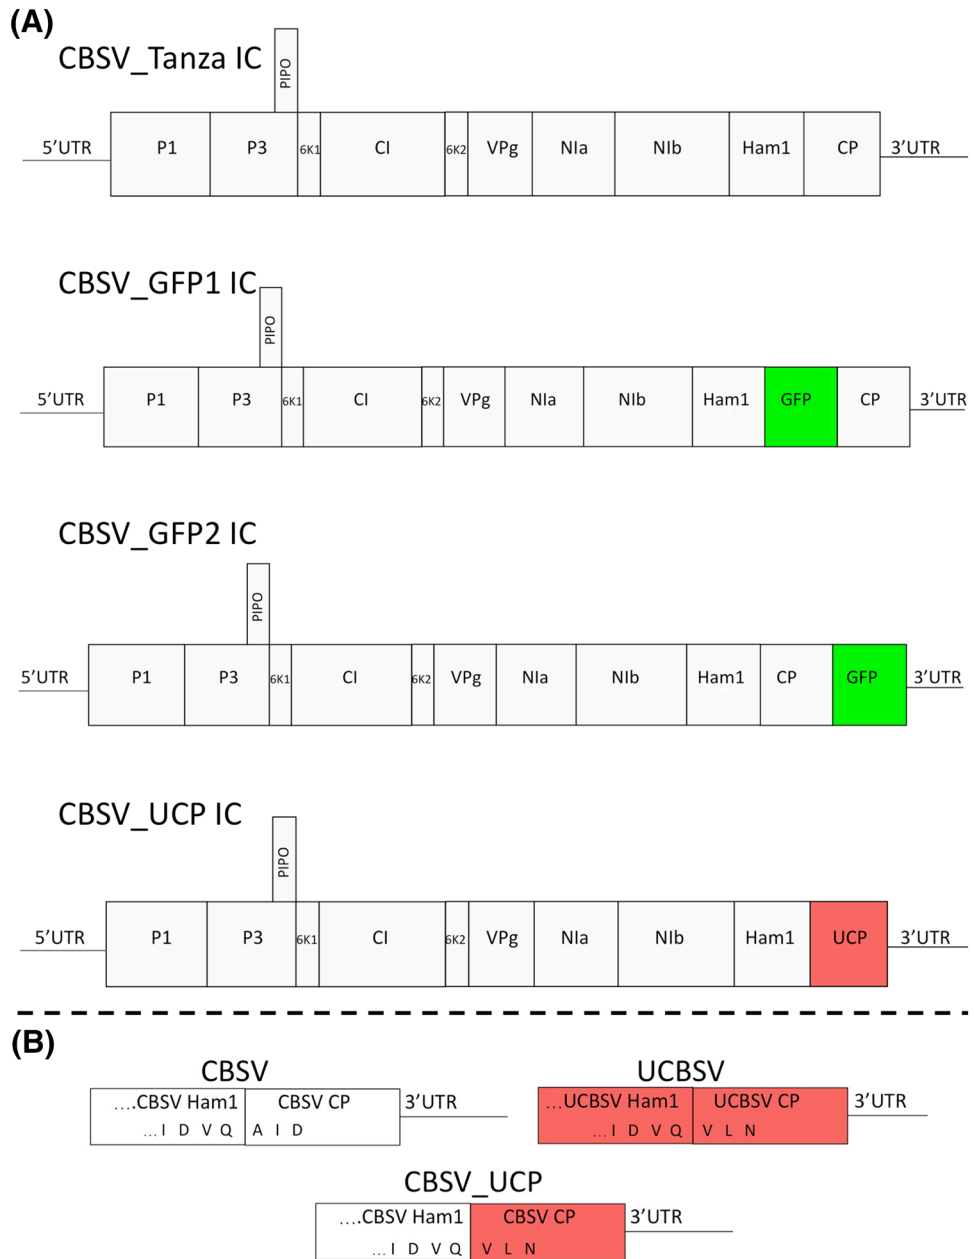 (A)
CBSV_Tanza IC
PIPO
5’UTR P1 P3 6K1 CI 6K2 VPg NIa NIb Ham1 CP 3’UTR
CBSV_GFP1 IC
PIPO
5’UTR P1 P3 6K1 CI 6K2 VPg NIa NIb Ham1 GFP CP 3’UTR
CBSV_GFP2 IC
PIPO
5’UTR P1 P3 6K1 CI 6K2 VPg NIa NIb Ham1 CP GFP 3’UTR
CBSV_UCP IC
PIPO
5’UTR P1 P3 6K1 CI 6K2 VPg NIa NIb Ham1 UCP 3’UTR
(B)
CBSV
....CBSV Ham1 CBSV CP 3’UTR
...I D V Q A I D
UCBSV
...UCBSV Ham1 UCBSV CP 3’UTR
...I D V Q V L N
CBSV_UCP
....CBSV Ham1 CBSV CP 3’UTR
...I D V Q V L N